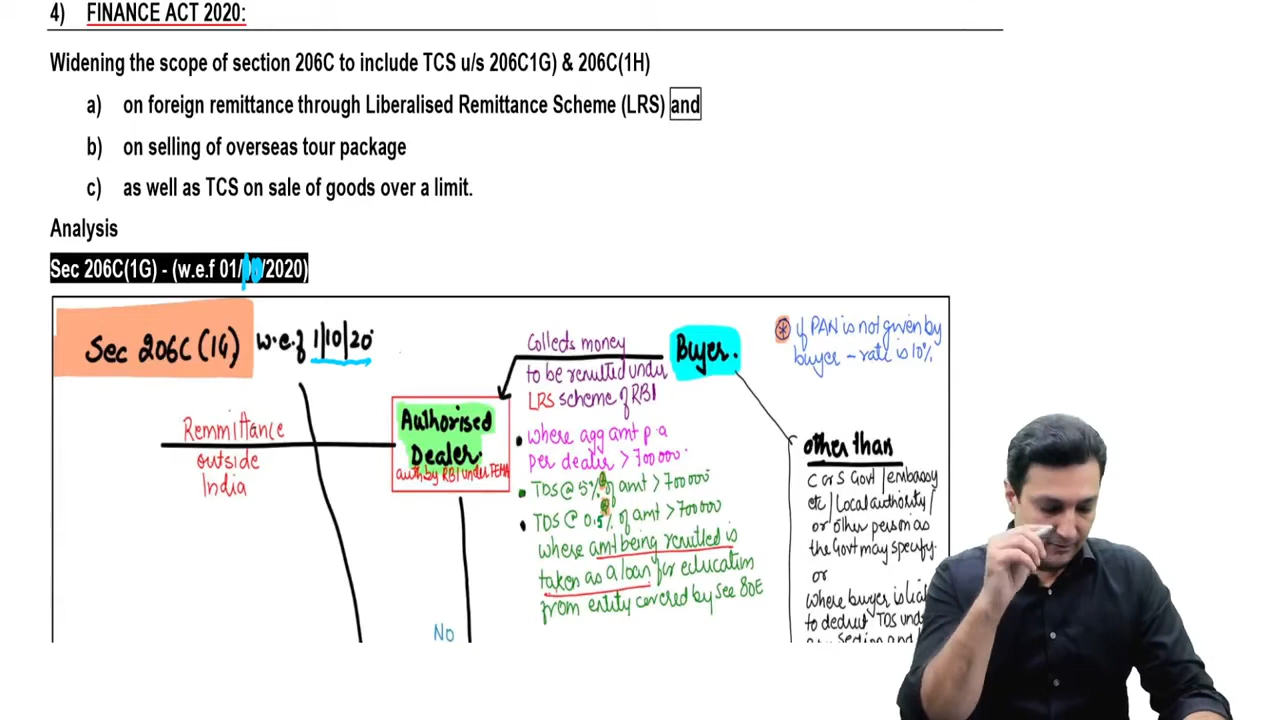 4) FINANCE ACT 2020:
Widening the scope of section 206C to include TCS u/s 206C1G) & 206C(1H)
a) on foreign remittance through Liberalised Remittance Scheme (LRS) and
b) on selling of overseas tour package
c) as well as TCS on sale of goods over a limit.
Analysis
Sec 206C(1G) - (w.e.f 01/10/2020)
Sec 206C(1G) w.e.f 1/10/20
Remmittance
outside
India
Authorised
Dealer.
auth by RBI under FEMA
No
Collects money
to be remitted under
LRS scheme of RBI
where agg amt p.a
per dealer > 700000.
TDS @ 5% of amt > 700000
TDS @ 0.5% of amt > 700000
where amt being remitted is
taken as a loan for education
from entity covered by Sec 80E
Buyer.
* if PAN is not given by
buyer - rate is 10%
other than
C or S Govt / embassy
etc / Local authority /
or other person as
the Govt may specify.
or
where buyer is
to deduct TDS